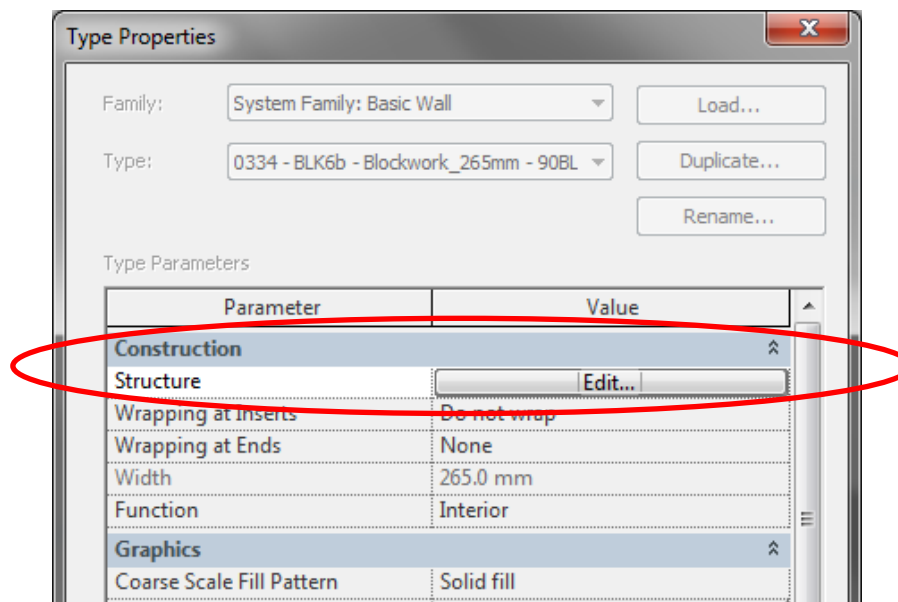 Type Properties
Family: System Family: Basic Wall Load...
Type: 0334 - BLK6b - Blockwork_265mm - 90BL Duplicate...
Rename...
Type Parameters
Parameter Value
Construction
Structure Edit...
Wrapping at Inserts Do not wrap
Wrapping at Ends None
Width 265.0 mm
Function Interior
Graphics
Coarse Scale Fill Pattern Solid fill